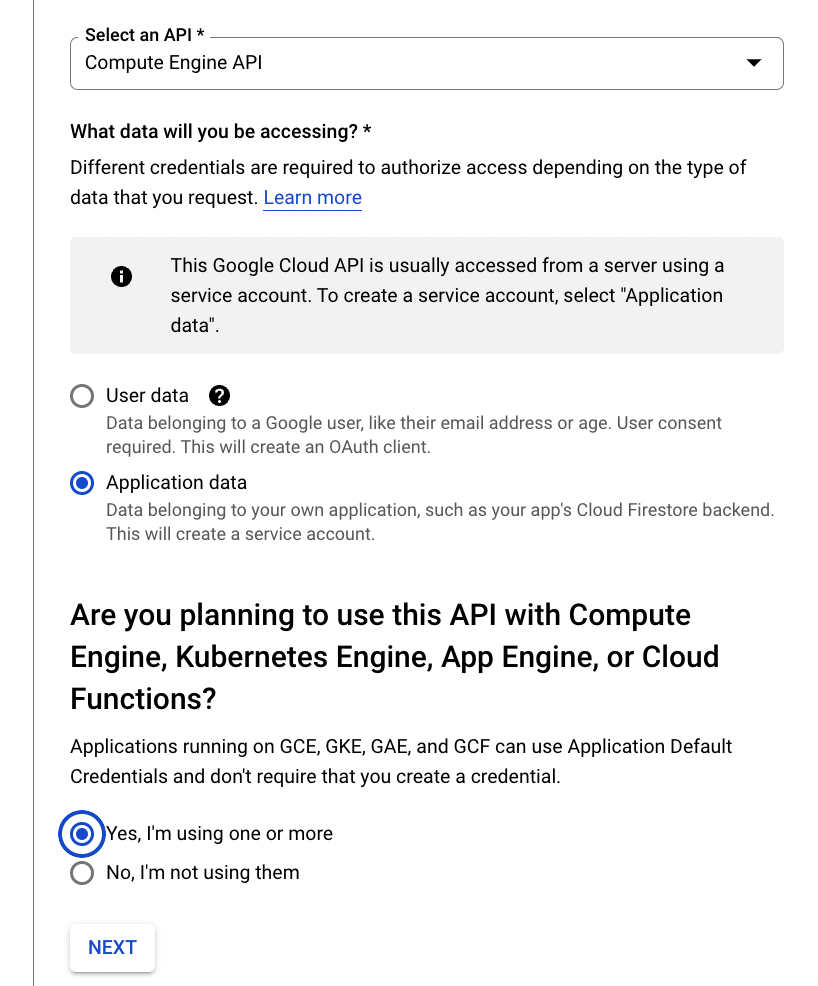 Select an API *
Compute Engine API
What data will you be accessing? *
Different credentials are required to authorize access depending on the type of
data that you request. Learn more
This Google Cloud API is usually accessed from a server using a
service account. To create a service account, select "Application
data".
User data
Data belonging to a Google user, like their email address or age. User consent
required. This will create an OAuth client.
Application data
Data belonging to your own application, such as your app's Cloud Firestore backend.
This will create a service account.
Are you planning to use this API with Compute
Engine, Kubernetes Engine, App Engine, or Cloud
Functions?
Applications running on GCE, GKE, GAE, and GCF can use Application Default
Credentials and don't require that you create a credential.
Yes, I'm using one or more
No, I'm not using them
NEXT